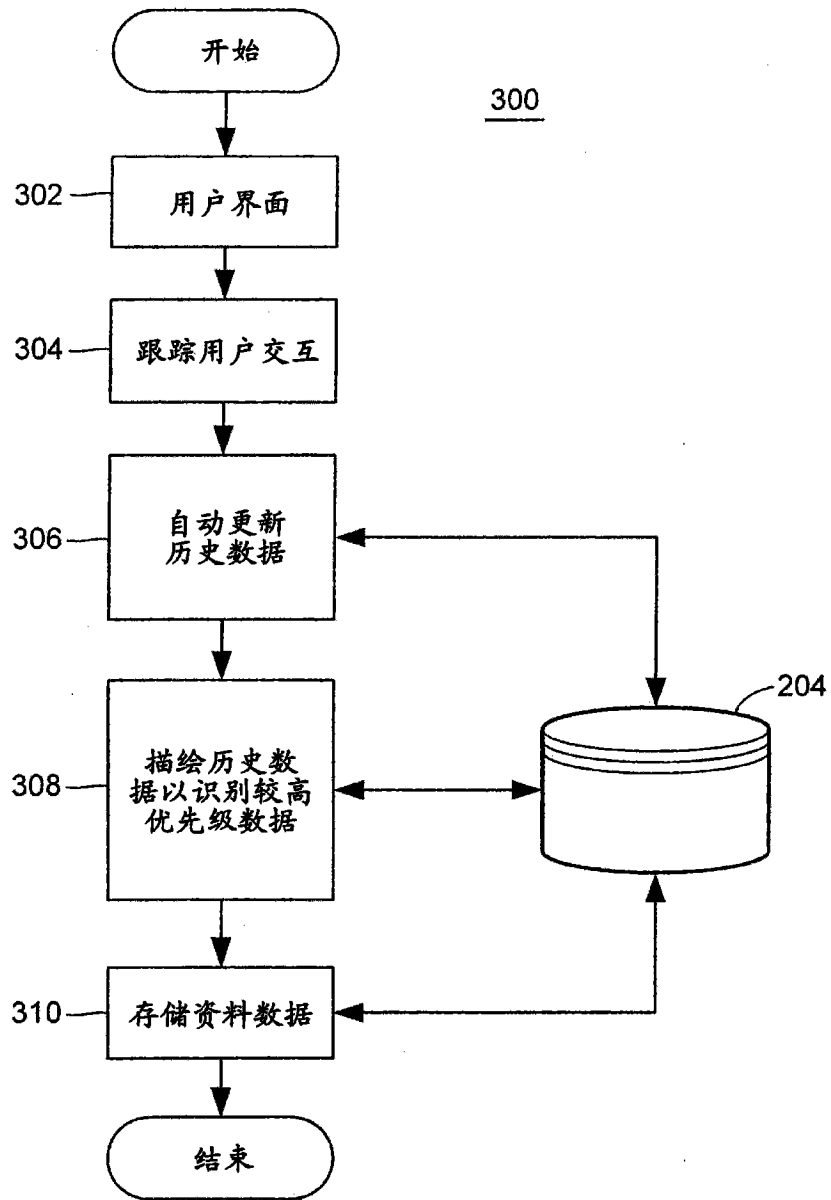 开始
300
302
用户界面
304
跟踪用户交互
306
自动更新
历史数据
204
308
描绘历史数
据以识别较高
优先级数据
310
存储资料数据
结束